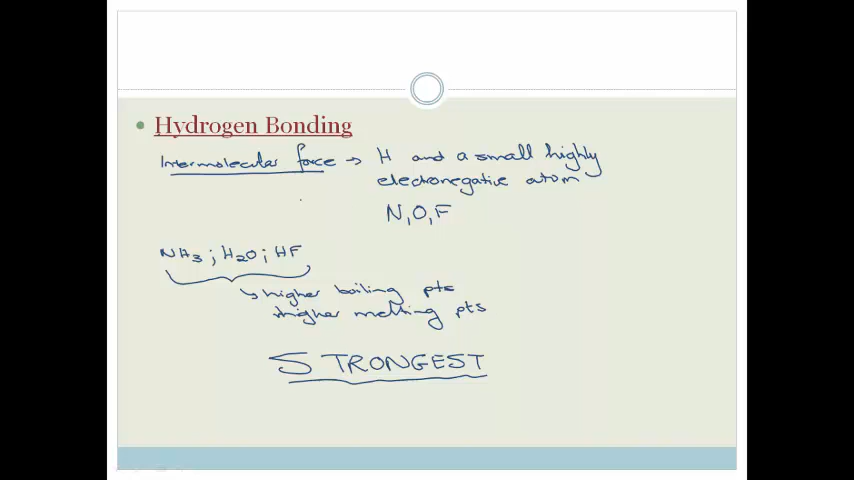 Hydrogen Bonding
Intermolecular force → H and a small highly
electronegative atom
N, O, F
NH3 ; H2O ; HF
↘ higher boiling pts
higher melting pts
STRONGEST